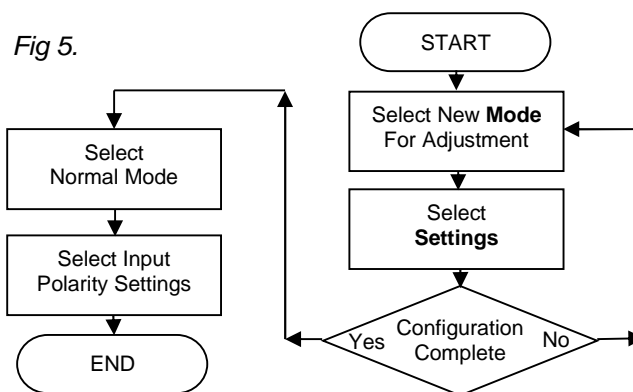 Fig 5.
START
Select New Mode
For Adjustment
Select
Settings
Yes
Configuration
Complete
No
Select
Normal Mode
Select Input
Polarity Settings
END